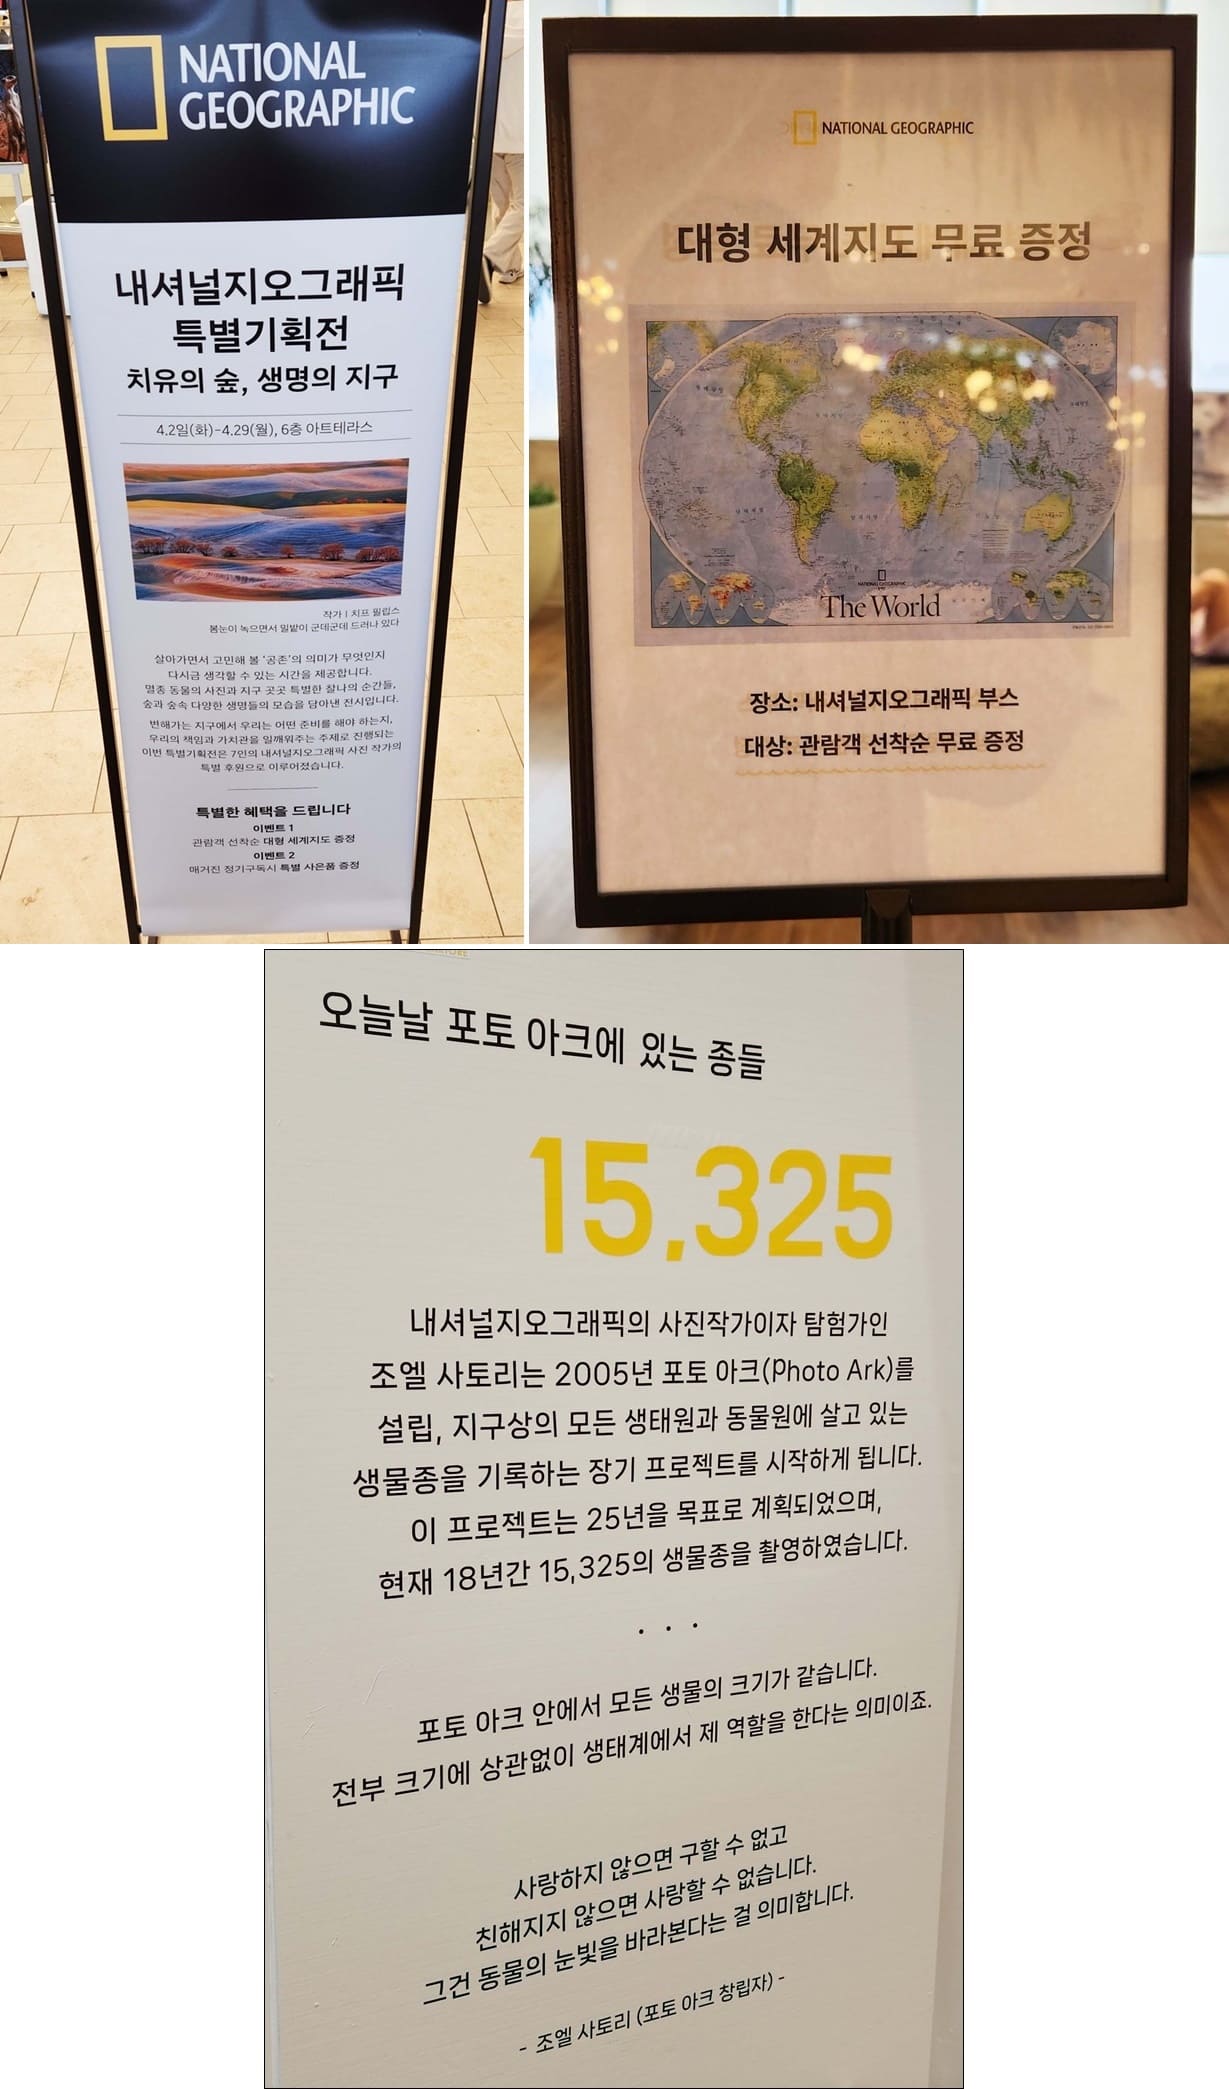 NATIONAL
GEOGRAPHIC
내셔널지오그래픽
특별기획전
치유의 숲, 생명의 지구
4.2일(화)-4.29(월), 6층 아트테라스
작가 | 치프 필립스
봄눈이 녹으면서 밀밭이 군데군데 드러나 있다
살아가면서 고민해 볼 '공존'의 의미가 무엇인지
다시금 생각할 수 있는 시간을 제공합니다.
멸종 동물의 사진과 지구 곳곳 특별한 찰나의 순간들,
숲과 숲속 다양한 생명들의 모습을 담아낸 전시입니다.
변해가는 지구에서 우리는 어떤 준비를 해야 하는지,
우리의 책임과 가치관을 일깨워주는 주제로 진행되는
이번 특별기획전은 7인의 내셔널지오그래픽 사진 작가의
특별 후원으로 이루어졌습니다.
특별한 혜택을 드립니다
이벤트 1
관람객 선착순 대형 세계지도 증정
이벤트 2
매거진 정기구독시 특별 사은품 증정
NATIONAL GEOGRAPHIC
대형 세계지도 무료 증정
NATIONAL GEOGRAPHIC
The World
장소: 내셔널지오그래픽 부스
대상: 관람객 선착순 무료 증정
오늘날 포토 아크에 있는 종들
15,325
내셔널지오그래픽의 사진작가이자 탐험가인
조엘 사토리는 2005년 포토 아크(Photo Ark)를
설립, 지구상의 모든 생태원과 동물원에 살고 있는
생물종을 기록하는 장기 프로젝트를 시작하게 됩니다.
이 프로젝트는 25년을 목표로 계획되었으며,
현재 18년간 15,325의 생물종을 촬영하였습니다.
• • •
포토 아크 안에서 모든 생물의 크기가 같습니다.
전부 크기에 상관없이 생태계에서 제 역할을 한다는 의미이죠.
사랑하지 않으면 구할 수 없고
친해지지 않으면 사랑할 수 없습니다.
그건 동물의 눈빛을 바라본다는 걸 의미합니다.
- 조엘 사토리 (포토 아크 창립자) -